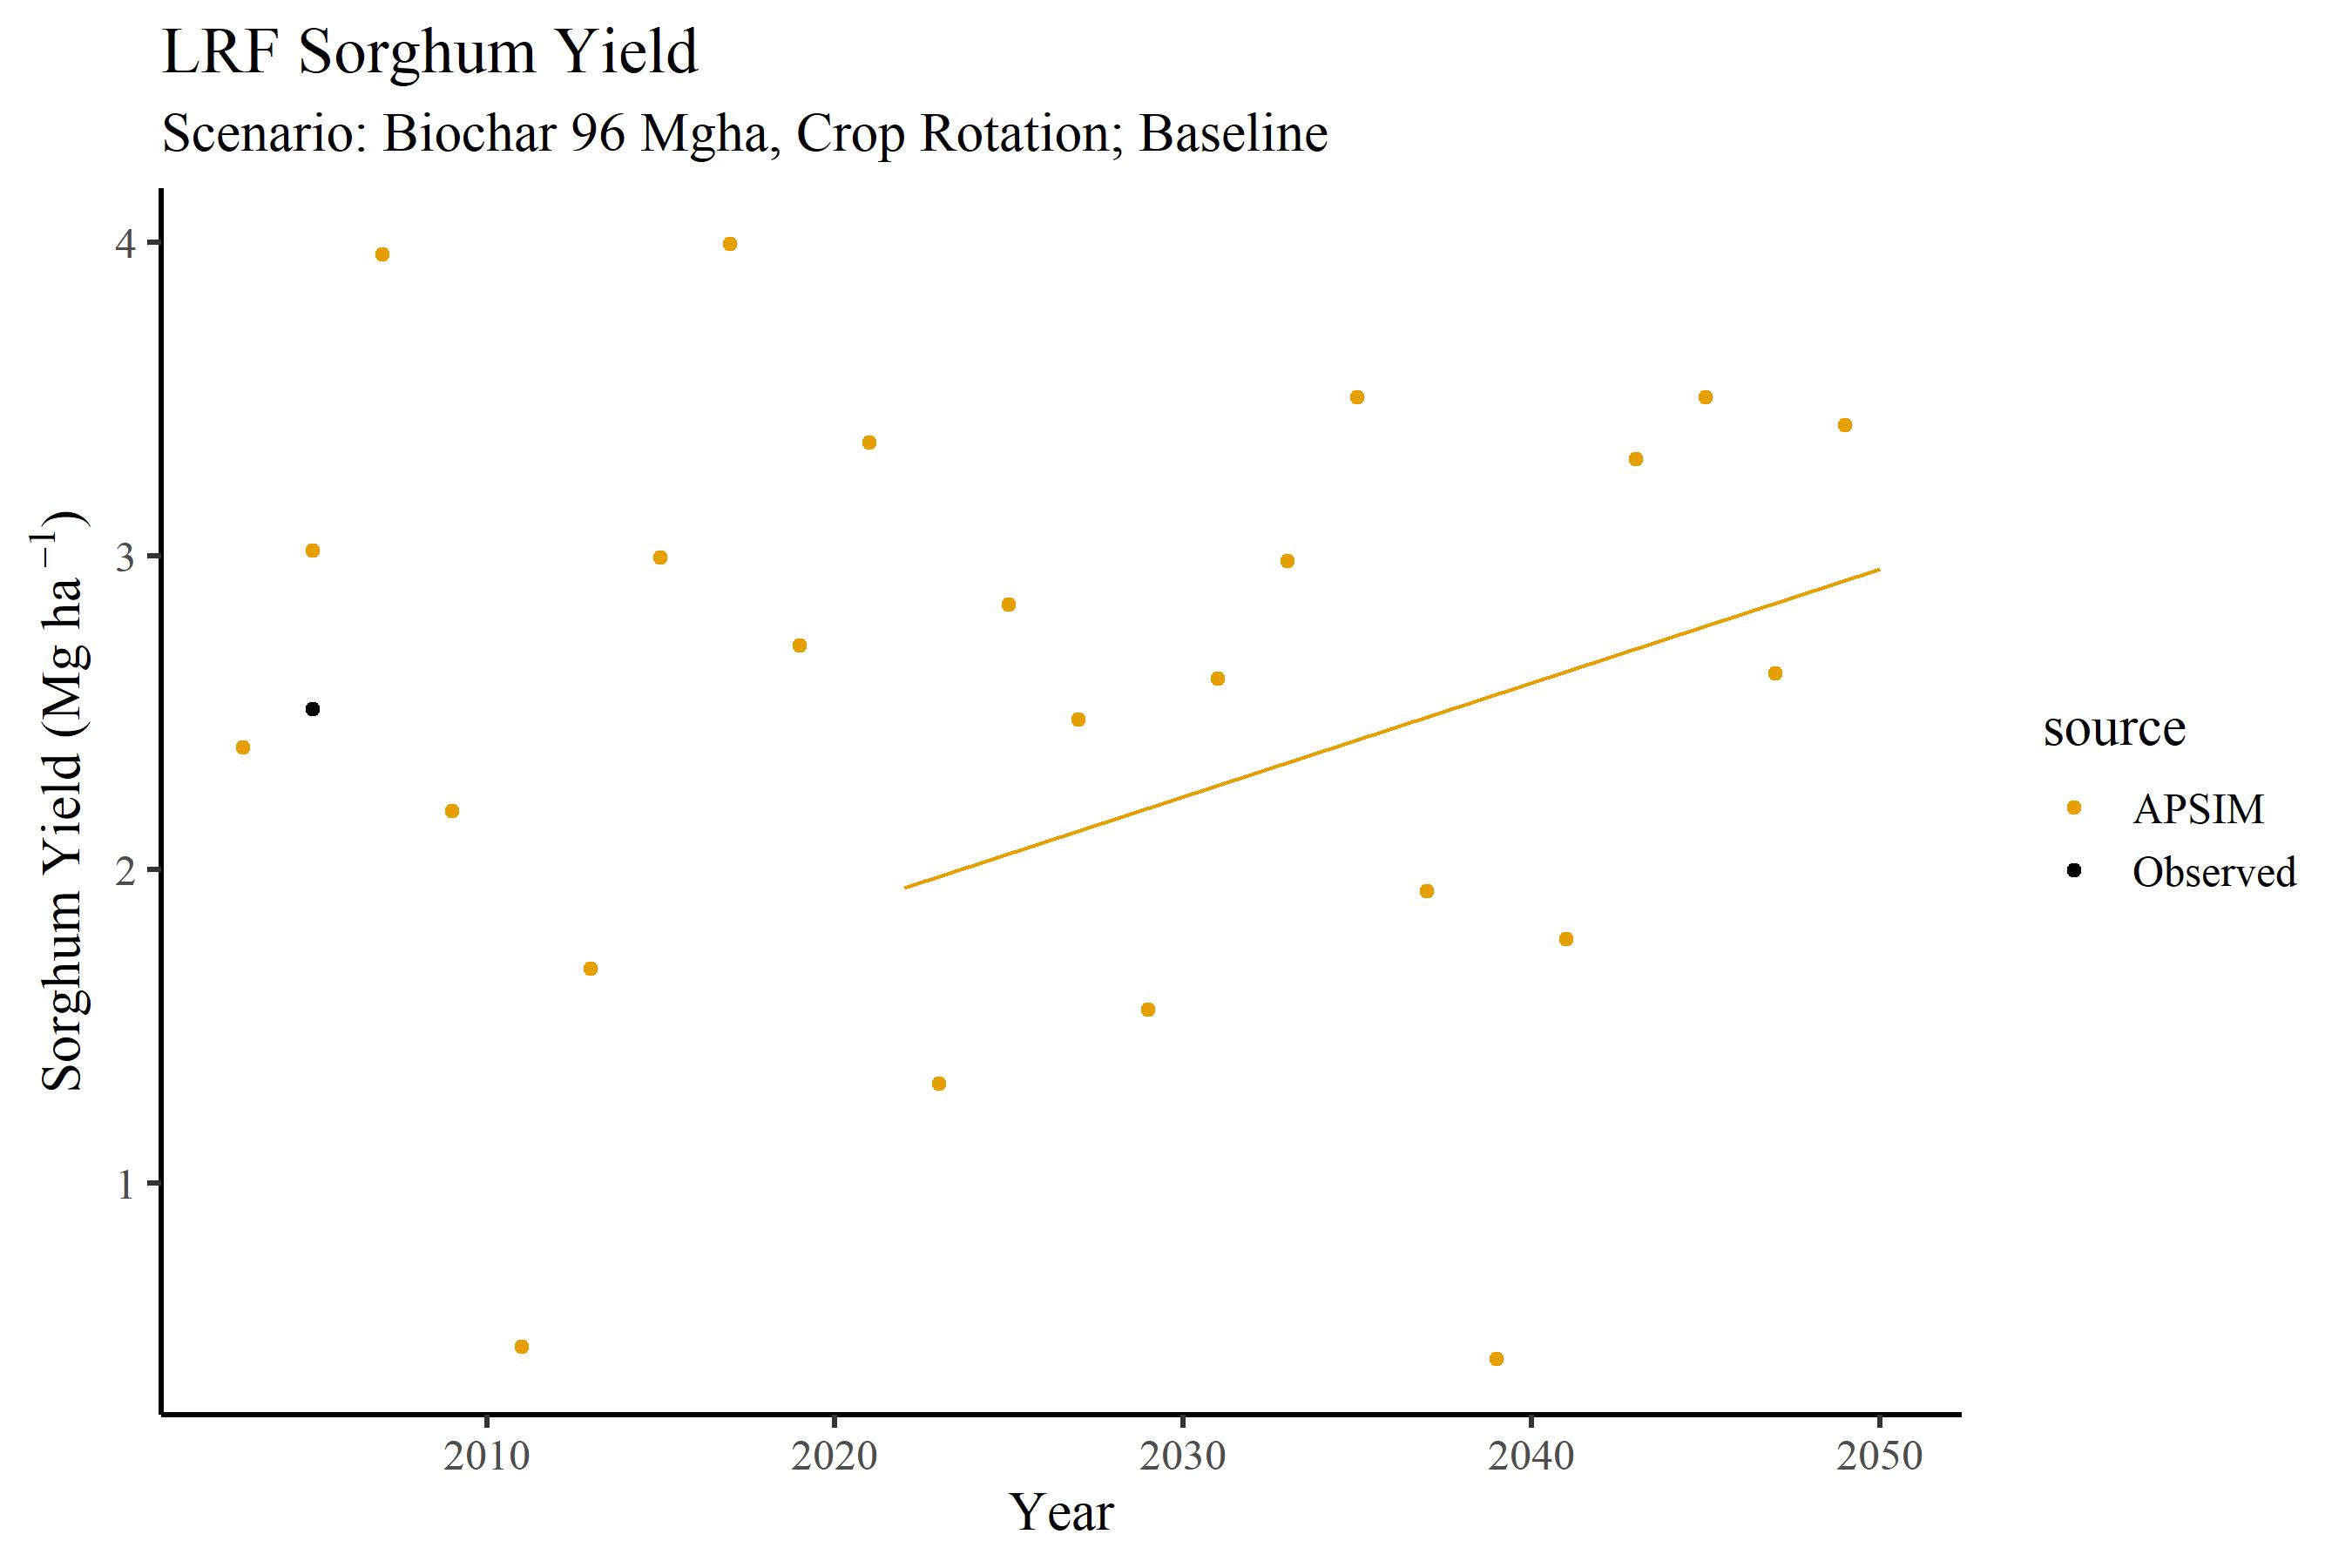 LRF Sorghum Yield
Scenario: Biochar 96 Mgha, Crop Rotation; Baseline
4
3
2
1
Sorghum Yield (Mg ha⁻¹)
2010 2020 2030 2040 2050
Year
source
APSIM
Observed